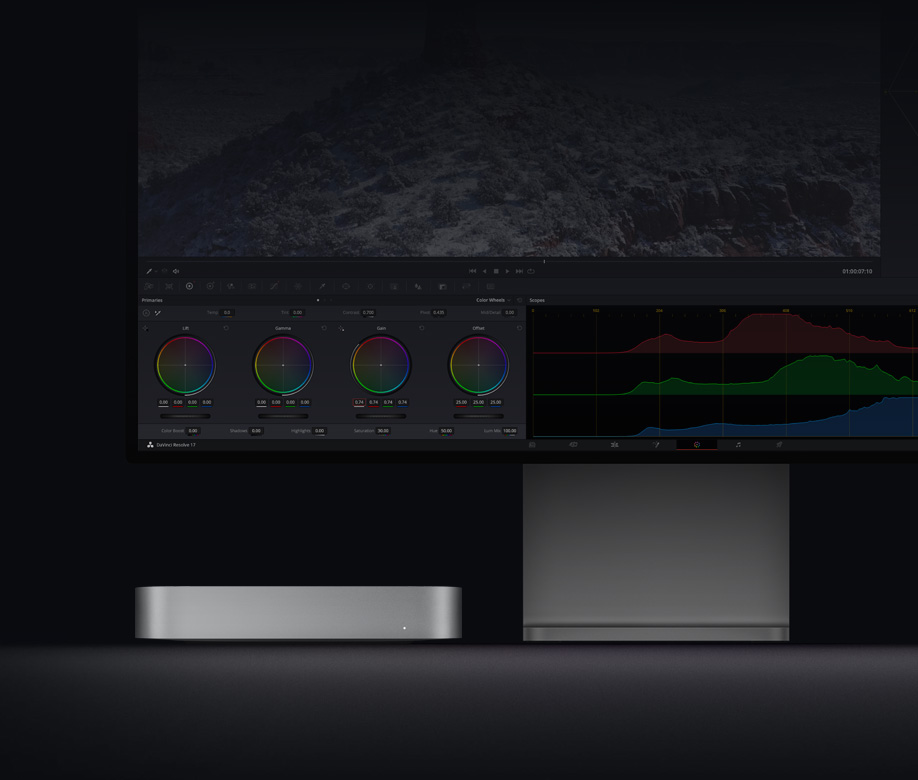 01:00:07:10
Primaries
Color Wheels
Scopes
Temp 0.0 Tint 0.00 Contrast 0.700 Pivot 0.435 Mid/Detail 0.00
Lift Gamma Gain Offset
0.00 0.00 0.00 0.00
0.00 0.00 0.00 0.00
0.74 0.74 0.74 0.74
25.00 25.00 25.00
Color Boost 0.00 Shadows 0.00 Highlights 0.00 Saturation 50.00 Hue 50.00 Lum Mix 100.00
DaVinci Resolve 17